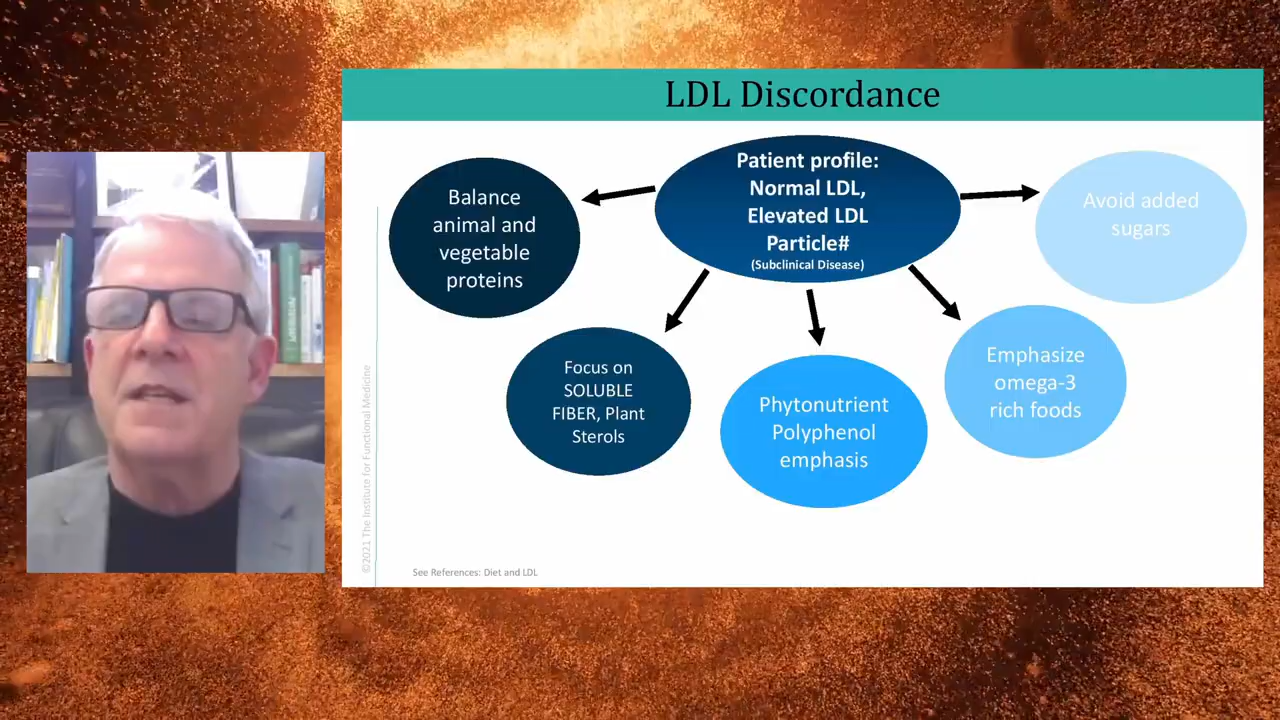 LDL Discordance
Patient profile:
Normal LDL,
Elevated LDL
Particle#
(Subclinical Disease)
Balance
animal and
vegetable
proteins
Focus on
SOLUBLE
FIBER, Plant
Sterols
Phytonutrient
Polyphenol
emphasis
Emphasize
omega-3
rich foods
Avoid added
sugars
©2021 The Institute for Functional Medicine
See References: Diet and LDL